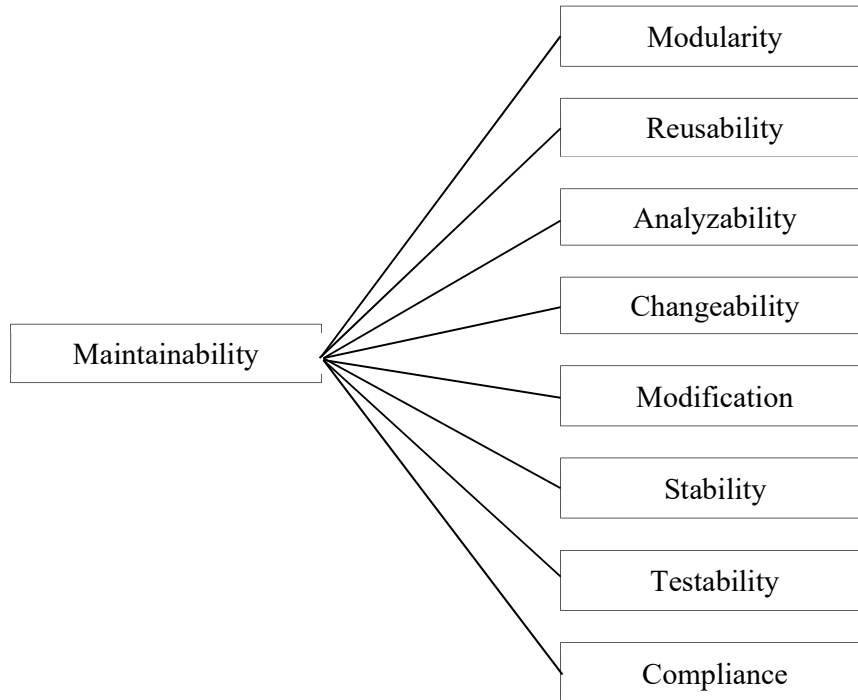 Modularity
Reusability
Analyzability
Changeability
Maintainability
Modification
Stability
Testability
Compliance